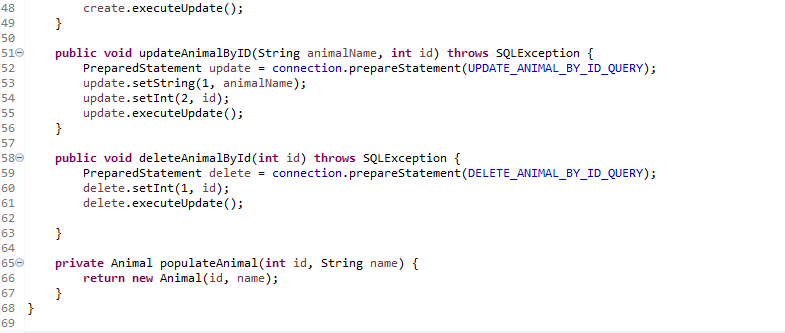 48         create.executeUpdate();
49     }
50
51     public void updateAnimalByID(String animalName, int id) throws SQLException {
52         PreparedStatement update = connection.prepareStatement(UPDATE_ANIMAL_BY_ID_QUERY);
53         update.setString(1, animalName);
54         update.setInt(2, id);
55         update.executeUpdate();
56     }
57
58     public void deleteAnimalById(int id) throws SQLException {
59         PreparedStatement delete = connection.prepareStatement(DELETE_ANIMAL_BY_ID_QUERY);
60         delete.setInt(1, id);
61         delete.executeUpdate();
62
63     }
64
65     private Animal populateAnimal(int id, String name) {
66         return new Animal(id, name);
67     }
68 }
69